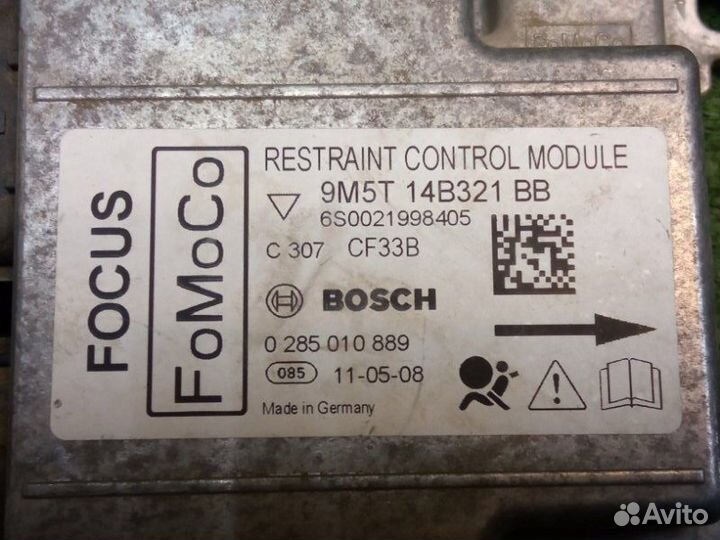 RESTRAINT CONTROL MODULE
9M5T 14B321 BB
6S0021998405
C 307 CF33B
BOSCH
0 285 010 889
085 11-05-08
Made in Germany
FOCUS
FoMoCo
FoMoCo
Avito